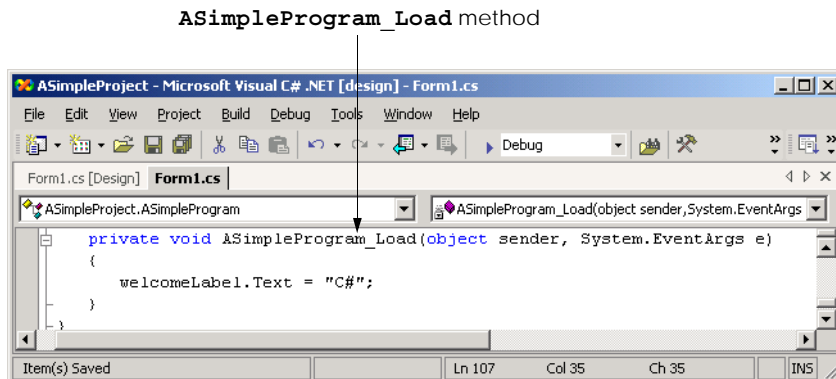 ASimpleProgram_Load method
ASimpleProject - Microsoft Visual C# .NET [design] - Form1.cs
File Edit View Project Build Debug Tools Window Help
Debug
Form1.cs [Design] Form1.cs
ASimpleProject.ASimpleProgram ASimpleProgram_Load(object sender,System.EventArgs
private void ASimpleProgram_Load(object sender, System.EventArgs e)
{
welcomeLabel.Text = "C#";
}
}
Item(s) Saved Ln 107 Col 35 Ch 35 INS